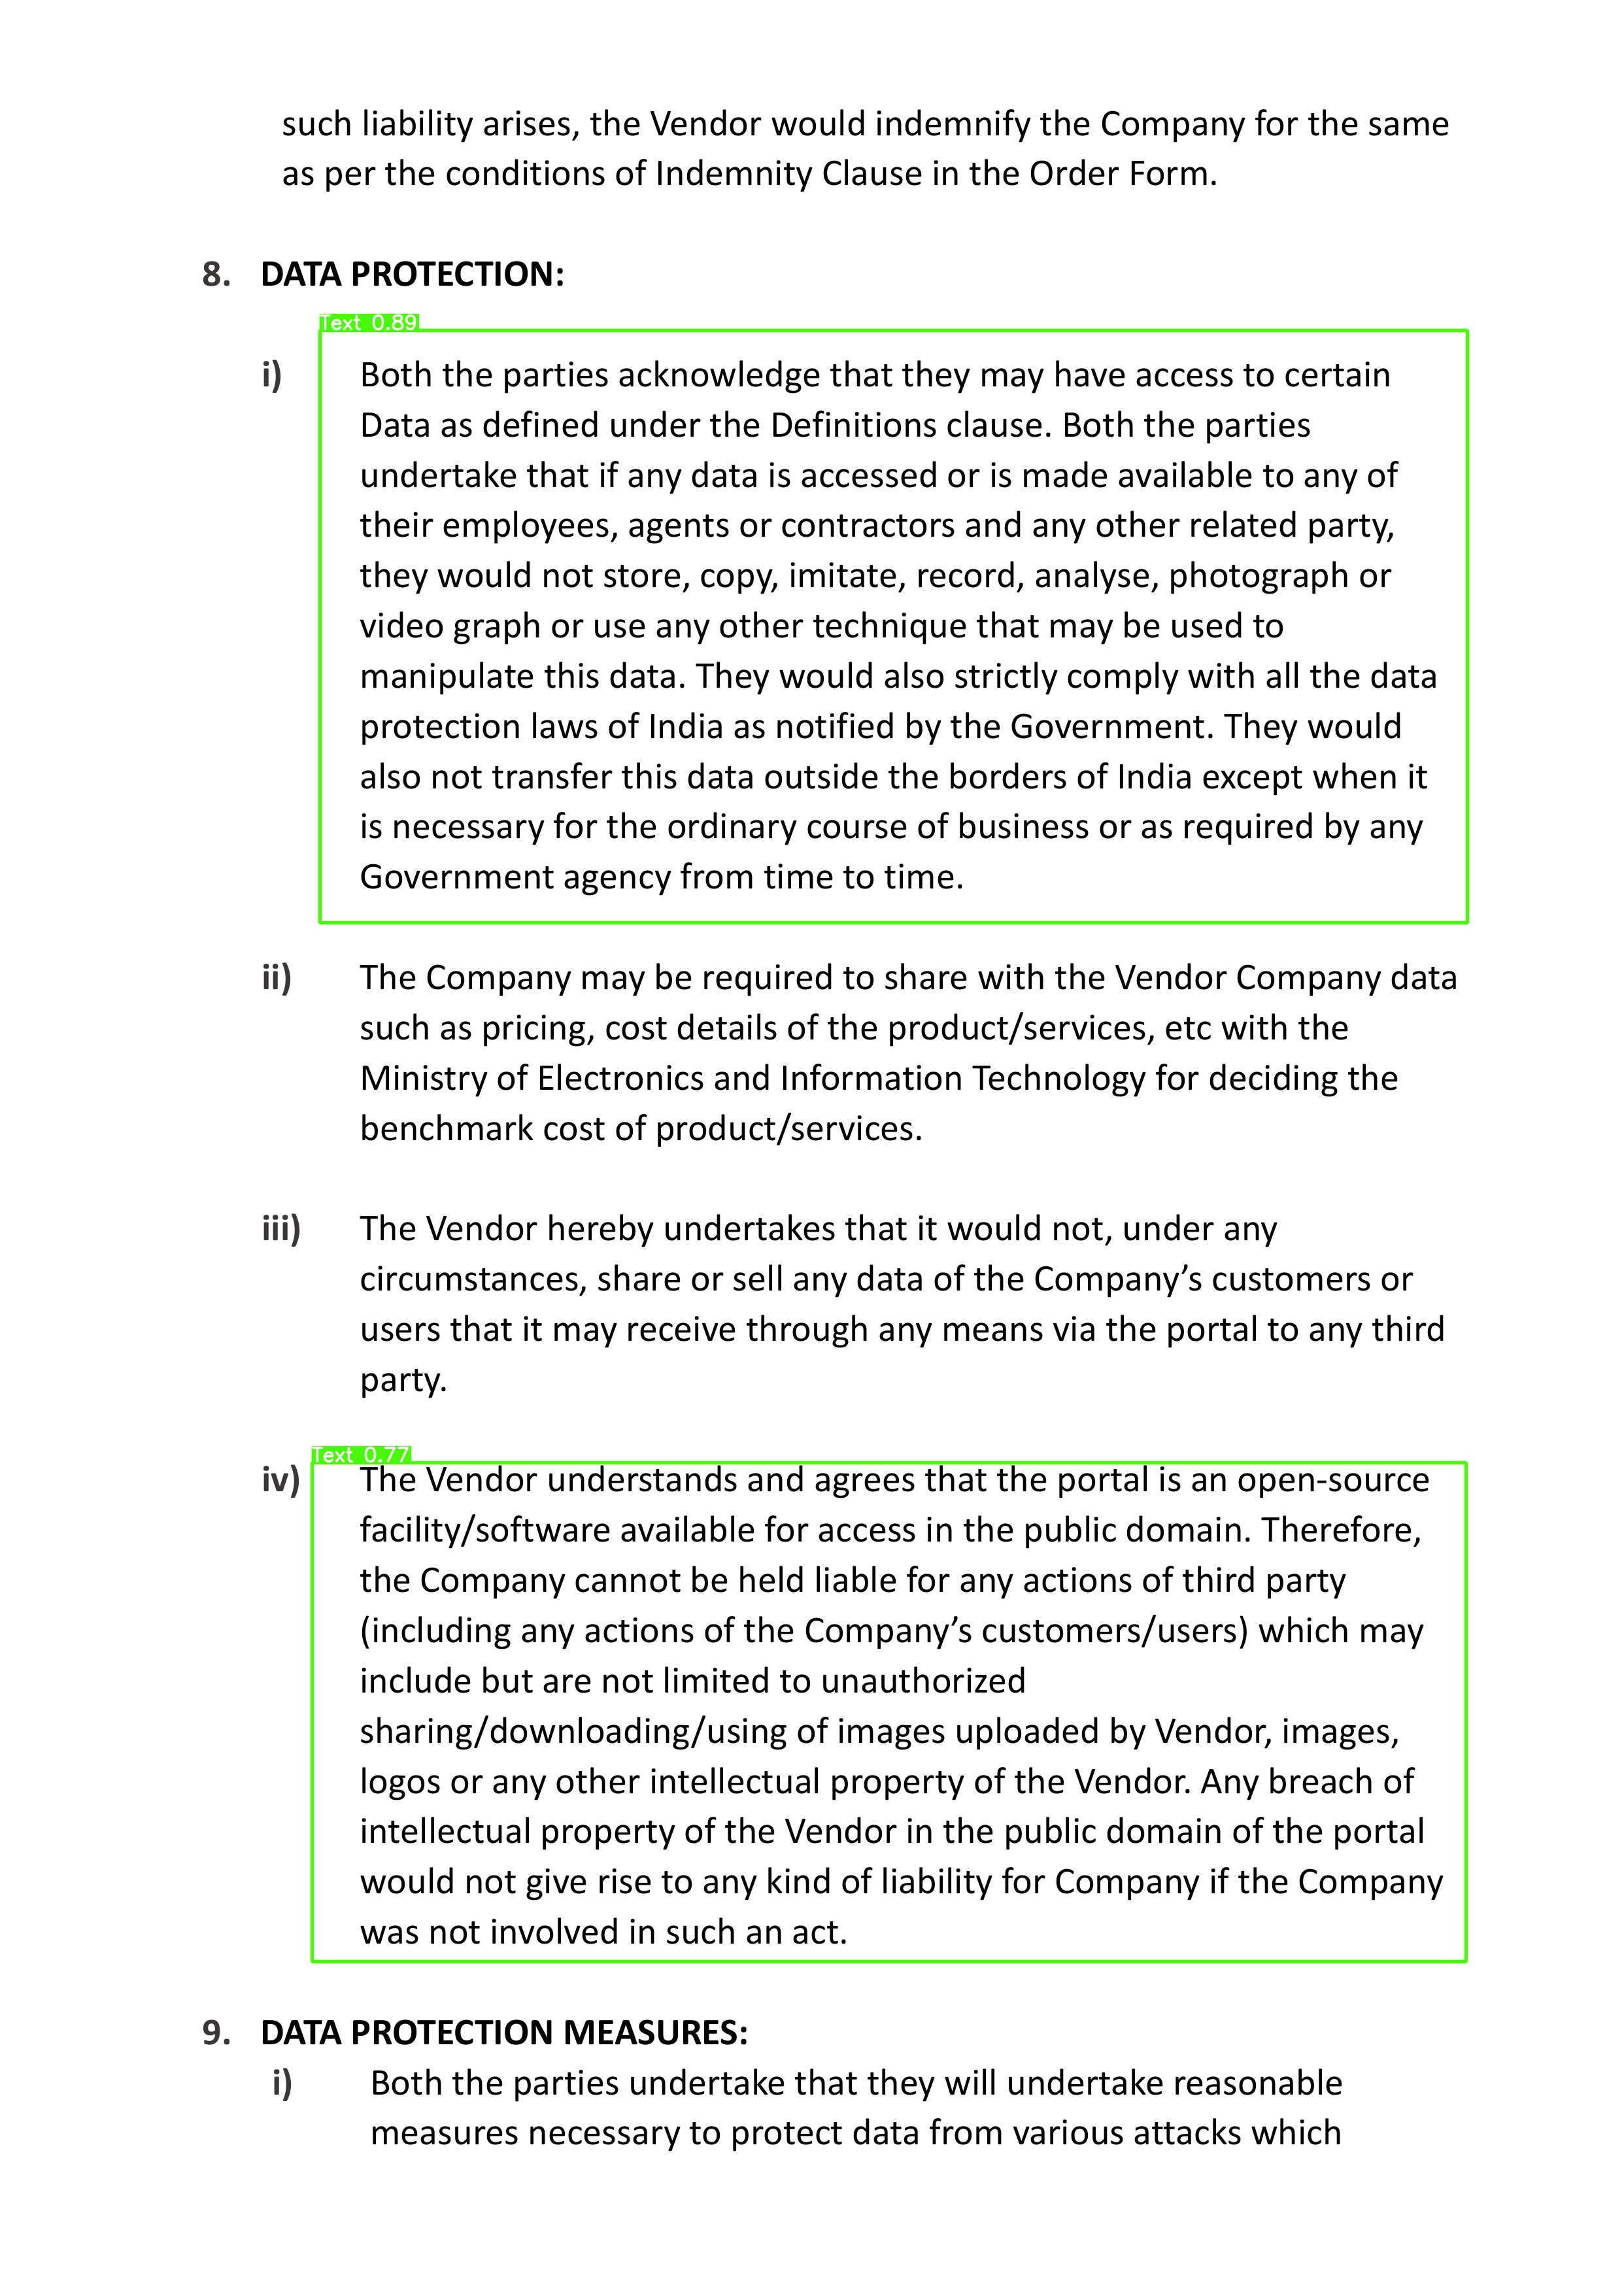 such liability arises, the Vendor would indemnify the Company for the same
as per the conditions of Indemnity Clause in the Order Form.
8. DATA PROTECTION:
Text 0.89
i) Both the parties acknowledge that they may have access to certain
Data as defined under the Definitions clause. Both the parties
undertake that if any data is accessed or is made available to any of
their employees, agents or contractors and any other related party,
they would not store, copy, imitate, record, analyse, photograph or
video graph or use any other technique that may be used to
manipulate this data. They would also strictly comply with all the data
protection laws of India as notified by the Government. They would
also not transfer this data outside the borders of India except when it
is necessary for the ordinary course of business or as required by any
Government agency from time to time.
ii) The Company may be required to share with the Vendor Company data
such as pricing, cost details of the product/services, etc with the
Ministry of Electronics and Information Technology for deciding the
benchmark cost of product/services.
iii) The Vendor hereby undertakes that it would not, under any
circumstances, share or sell any data of the Company’s customers or
users that it may receive through any means via the portal to any third
party.
Text 0.77
iv) The Vendor understands and agrees that the portal is an open-source
facility/software available for access in the public domain. Therefore,
the Company cannot be held liable for any actions of third party
(including any actions of the Company’s customers/users) which may
include but are not limited to unauthorized
sharing/downloading/using of images uploaded by Vendor, images,
logos or any other intellectual property of the Vendor. Any breach of
intellectual property of the Vendor in the public domain of the portal
would not give rise to any kind of liability for Company if the Company
was not involved in such an act.
9. DATA PROTECTION MEASURES:
i) Both the parties undertake that they will undertake reasonable
measures necessary to protect data from various attacks which